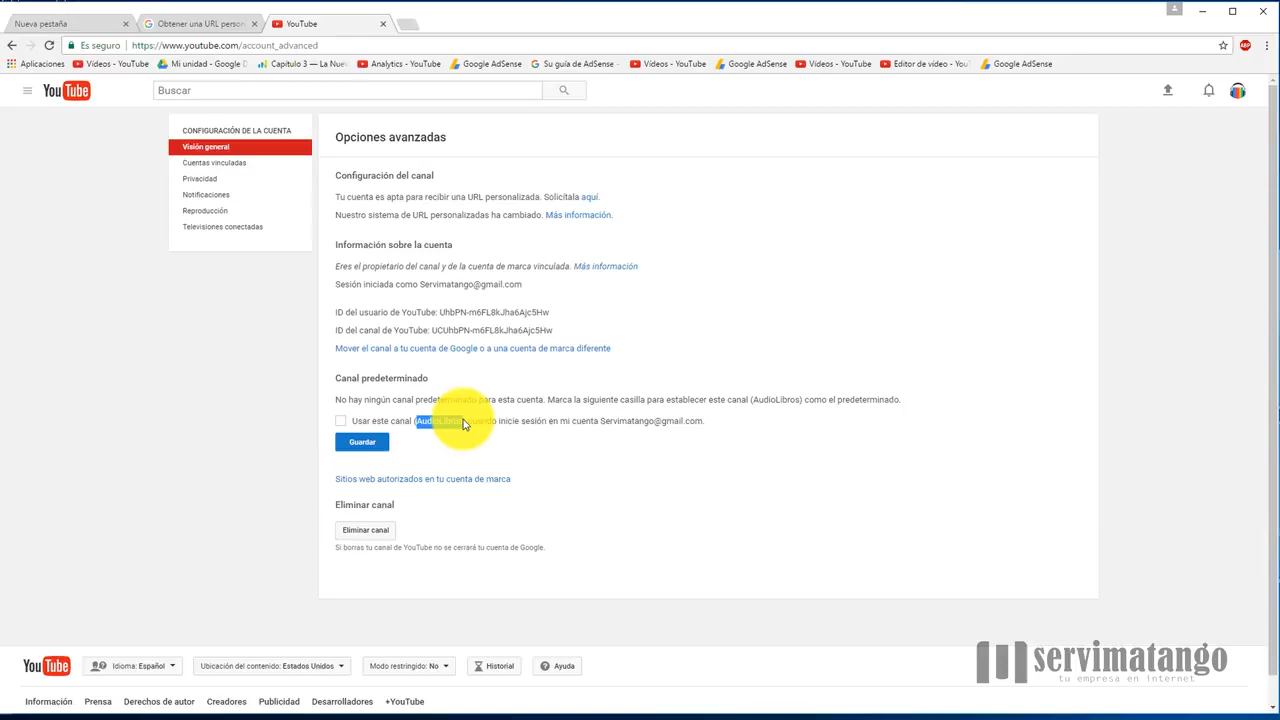 Nueva pestaña
Obtener una URL person
YouTube
Es seguro
https://www.youtube.com/account_advanced
Aplicaciones
Vídeos - YouTube
Mi unidad - Google D
Capítulo 3 — La Nue
Analytics - YouTube
Google AdSense
Su guía de AdSense -
Vídeos - YouTube
Google AdSense
Vídeos - YouTube
Editor de vídeo - You
Google AdSense
ABP
YouTube
Buscar
CONFIGURACIÓN DE LA CUENTA
Visión general
Cuentas vinculadas
Privacidad
Notificaciones
Reproducción
Televisiones conectadas
Opciones avanzadas
Configuración del canal
Tu cuenta es apta para recibir una URL personalizada. Solicítala aquí.
Nuestro sistema de URL personalizadas ha cambiado. Más información.
Información sobre la cuenta
Eres el propietario del canal y de la cuenta de marca vinculada. Más información
Sesión iniciada como Servimatango@gmail.com
ID del usuario de YouTube: UhbPN-m6FL8kJha6Ajc5Hw
ID del canal de YouTube: UCUhbPN-m6FL8kJha6Ajc5Hw
Mover el canal a tu cuenta de Google o a una cuenta de marca diferente
Canal predeterminado
No hay ningún canal predeterminado para esta cuenta. Marca la siguiente casilla para establecer este canal (AudioLibros) como el predeterminado.
Usar este canal (AudioLibros) cuando inicie sesión en mi cuenta Servimatango@gmail.com.
Guardar
Sitios web autorizados en tu cuenta de marca
Eliminar canal
Eliminar canal
Si borras tu canal de YouTube no se cerrará tu cuenta de Google.
YouTube
Idioma: Español
Ubicación del contenido: Estados Unidos
Modo restringido: No
Historial
Ayuda
servimatango
tu empresa en internet
Información
Prensa
Derechos de autor
Creadores
Publicidad
Desarrolladores
+YouTube